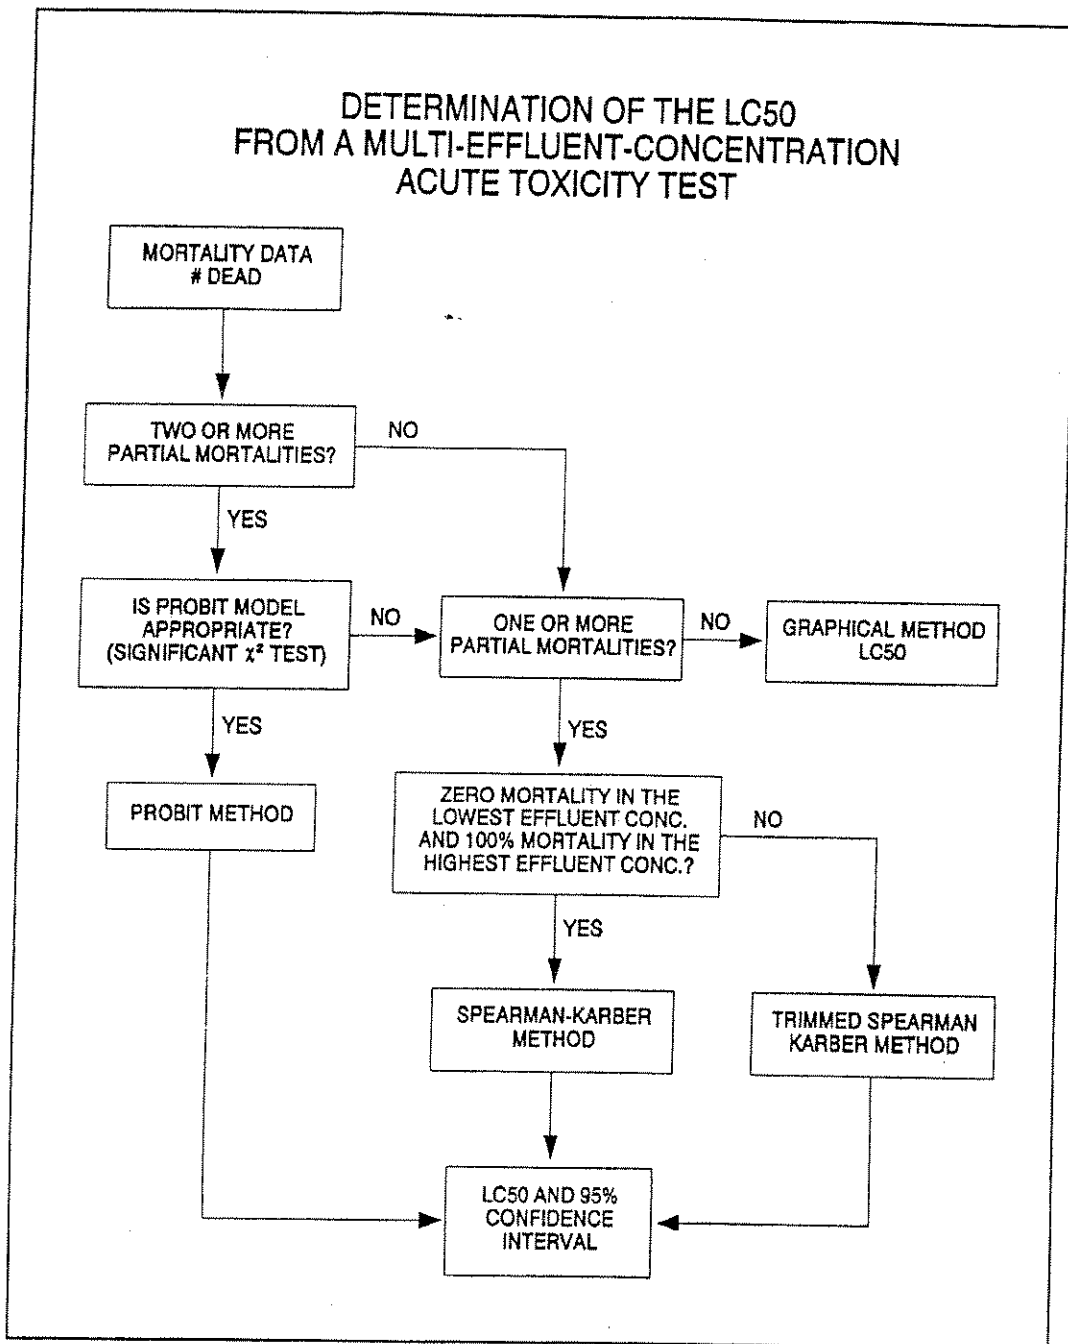 DETERMINATION OF THE LC50
FROM A MULTI-EFFLUENT-CONCENTRATION
ACUTE TOXICITY TEST
MORTALITY DATA
# DEAD
TWO OR MORE
PARTIAL MORTALITIES?
NO
YES
IS PROBIT MODEL
APPROPRIATE?
(SIGNIFICANT χ² TEST)
NO
ONE OR MORE
PARTIAL MORTALITIES?
NO
GRAPHICAL METHOD
LC50
YES
YES
PROBIT METHOD
ZERO MORTALITY IN THE
LOWEST EFFLUENT CONC.
AND 100% MORTALITY IN THE
HIGHEST EFFLUENT CONC.?
NO
YES
SPEARMAN-KARBER
METHOD
TRIMMED SPEARMAN
KARBER METHOD
LC50 AND 95%
CONFIDENCE
INTERVAL